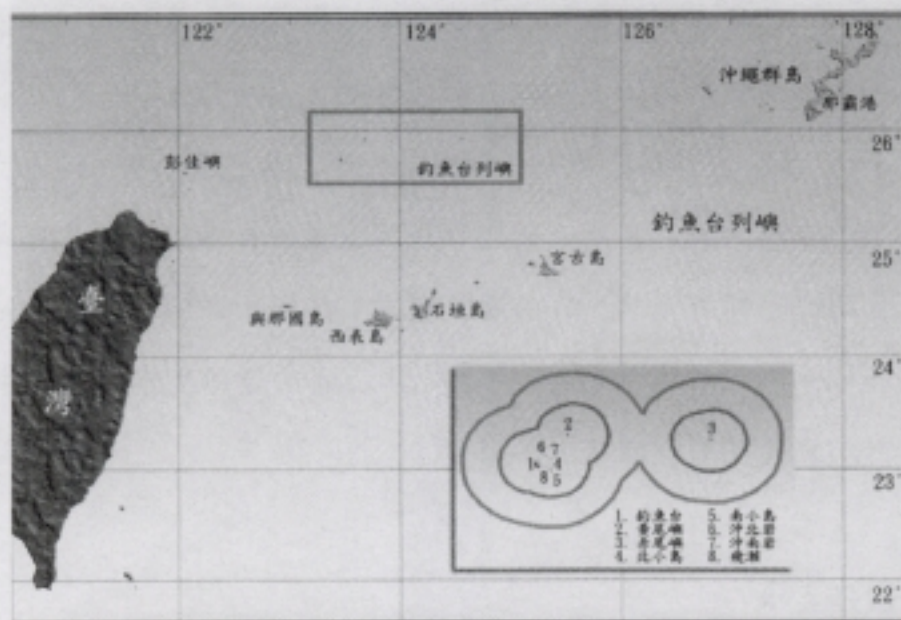 122°
124°
126°
128°
沖繩群島
那霸港
26°
彭佳嶼
釣魚台列嶼
釣魚台列嶼
25°
宮古島
臺灣
與那國島
石垣島
西表島
24°
2
3
6 7
1 4
8 5
23°
1. 釣魚台 5. 南小島
2. 黃尾嶼 6. 沖北岩
3. 赤尾嶼 7. 沖南岩
4. 北小島 8. 飛瀨
22°